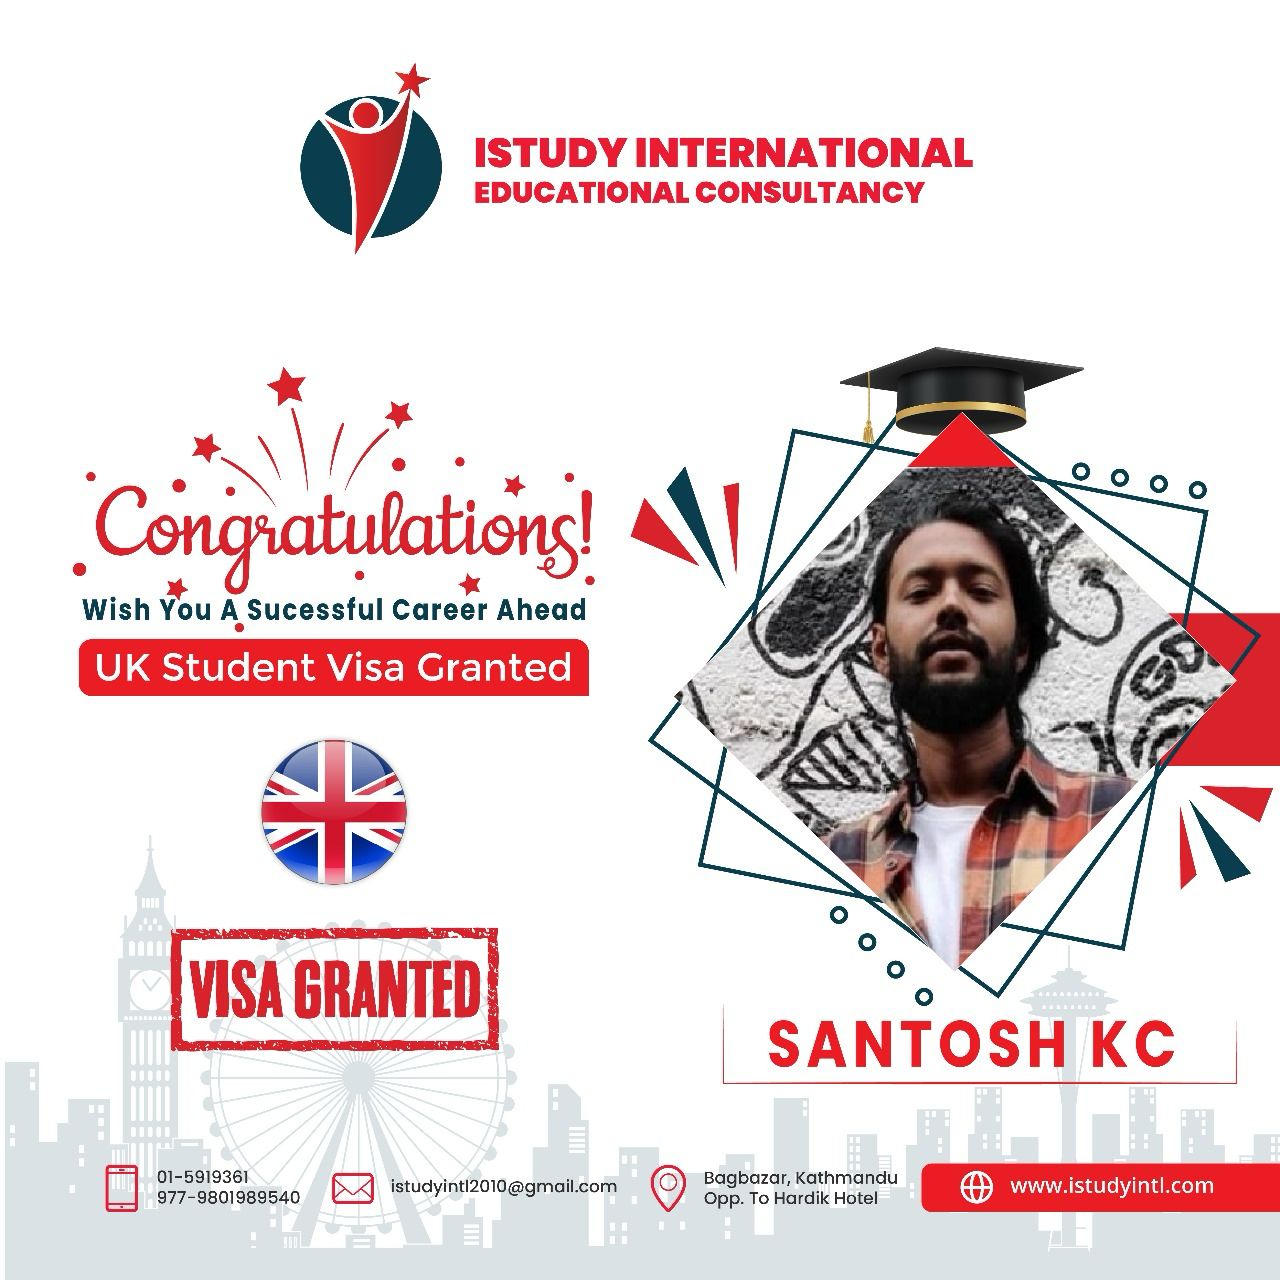 ISTUDY INTERNATIONAL
EDUCATIONAL CONSULTANCY
Congratulations!
Wish You A Sucessful Career Ahead
UK Student Visa Granted
VISA GRANTED
SANTOSH KC
01-5919361
977-9801989540
istudyintl2010@gmail.com
Bagbazar, Kathmandu
Opp. To Hardik Hotel
www.istudyintl.com